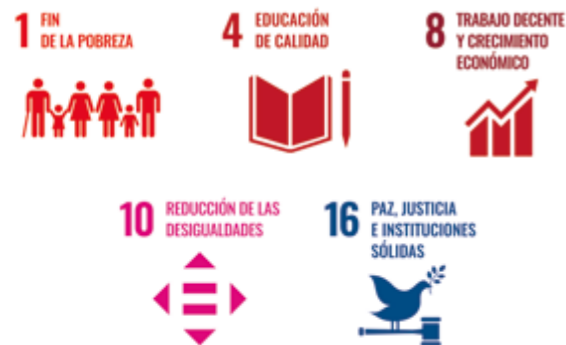 1 FIN
DE LA POBREZA
4 EDUCACIÓN
DE CALIDAD
8 TRABAJO DECENTE
Y CRECIMIENTO
ECONÓMICO
10 REDUCCIÓN DE LAS
DESIGUALDADES
16 PAZ, JUSTICIA
E INSTITUCIONES
SÓLIDAS